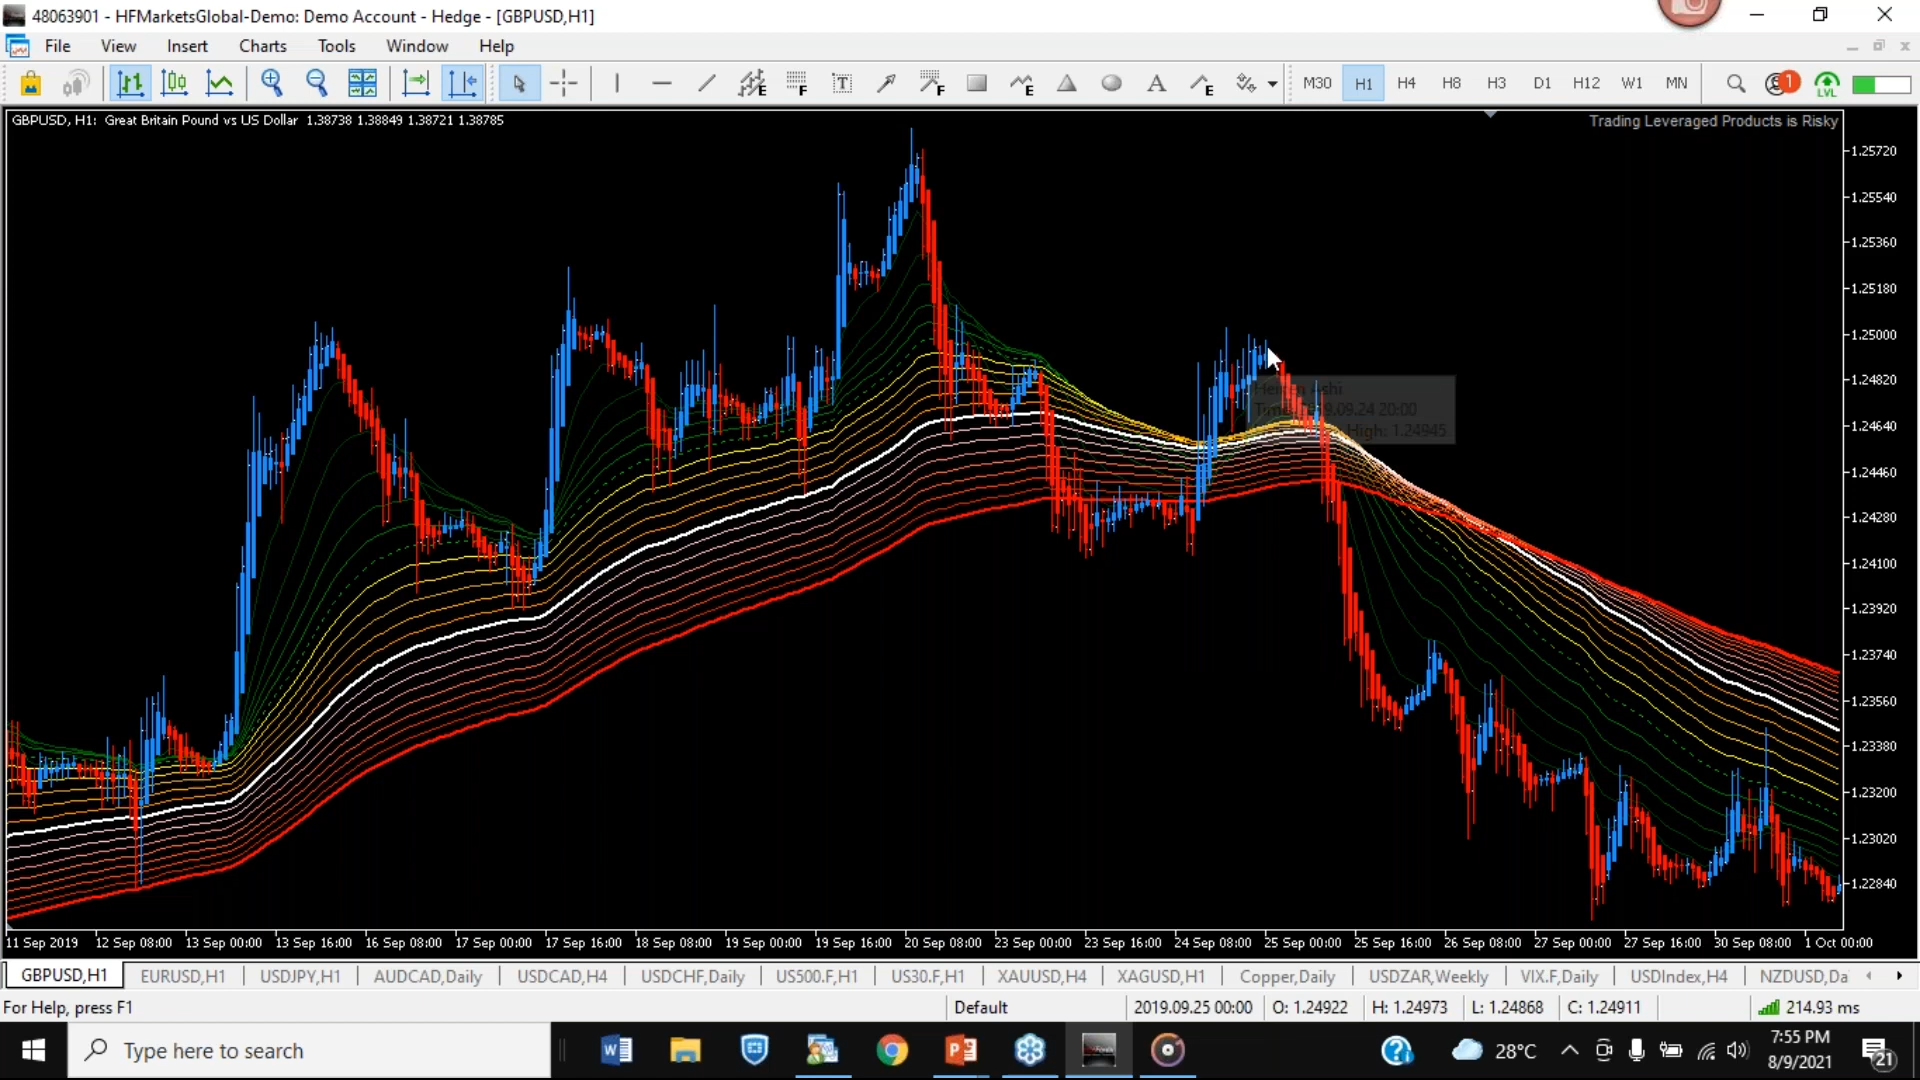 48063901 - HFMarketsGlobal-Demo: Demo Account - Hedge - [GBPUSD,H1]
File View Insert Charts Tools Window Help
M30 H1 H4 H8 H3 D1 H12 W1 MN 1 LVL
GBPUSD, H1: Great Britain Pound vs US Dollar 1.38738 1.38849 1.38721 1.38785
Trading Leveraged Products is Risky
1.25720
1.25540
1.25360
1.25180
1.25000
1.24820
1.24640
1.24460
1.24280
1.24100
1.23920
1.23740
1.23560
1.23380
1.23200
1.23020
1.22840
High: 1.24945
11 Sep 2019 12 Sep 08:00 13 Sep 00:00 13 Sep 16:00 16 Sep 08:00 17 Sep 00:00 17 Sep 16:00 18 Sep 08:00 19 Sep 00:00 19 Sep 16:00 20 Sep 08:00 23 Sep 00:00 23 Sep 16:00 24 Sep 08:00 25 Sep 00:00 25 Sep 16:00 26 Sep 08:00 27 Sep 00:00 27 Sep 16:00 30 Sep 08:00 1 Oct 00:00
GBPUSD,H1 EURUSD,H1 USDJPY,H1 AUDCAD,Daily USDCAD,H4 USDCHF,Daily US500.F,H1 US30.F,H1 XAUUSD,H4 XAGUSD,H1 Copper,Daily USDZAR,Weekly VIX.F,Daily USDIndex,H4 NZDUSD,Da
For Help, press F1 Default 2019.09.25 00:00 O: 1.24922 H: 1.24973 L: 1.24868 C: 1.24911 214.93 ms
Type here to search
28°C
7:55 PM
8/9/2021
21